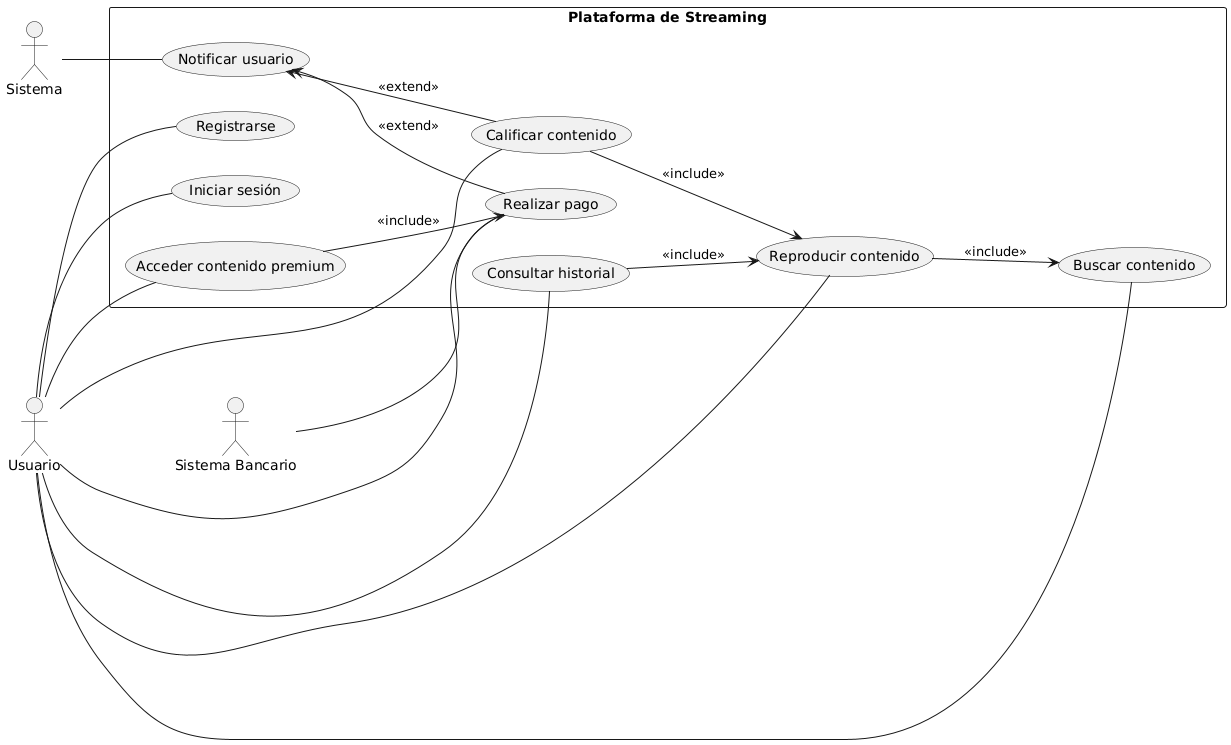 Plataforma de Streaming
Sistema
Notificar usuario
«extend»
«extend»
Registrarse
Calificar contenido
«include»
Iniciar sesión
Realizar pago
«include»
Acceder contenido premium
Consultar historial
«include»
Reproducir contenido
«include»
Buscar contenido
Usuario
Sistema Bancario